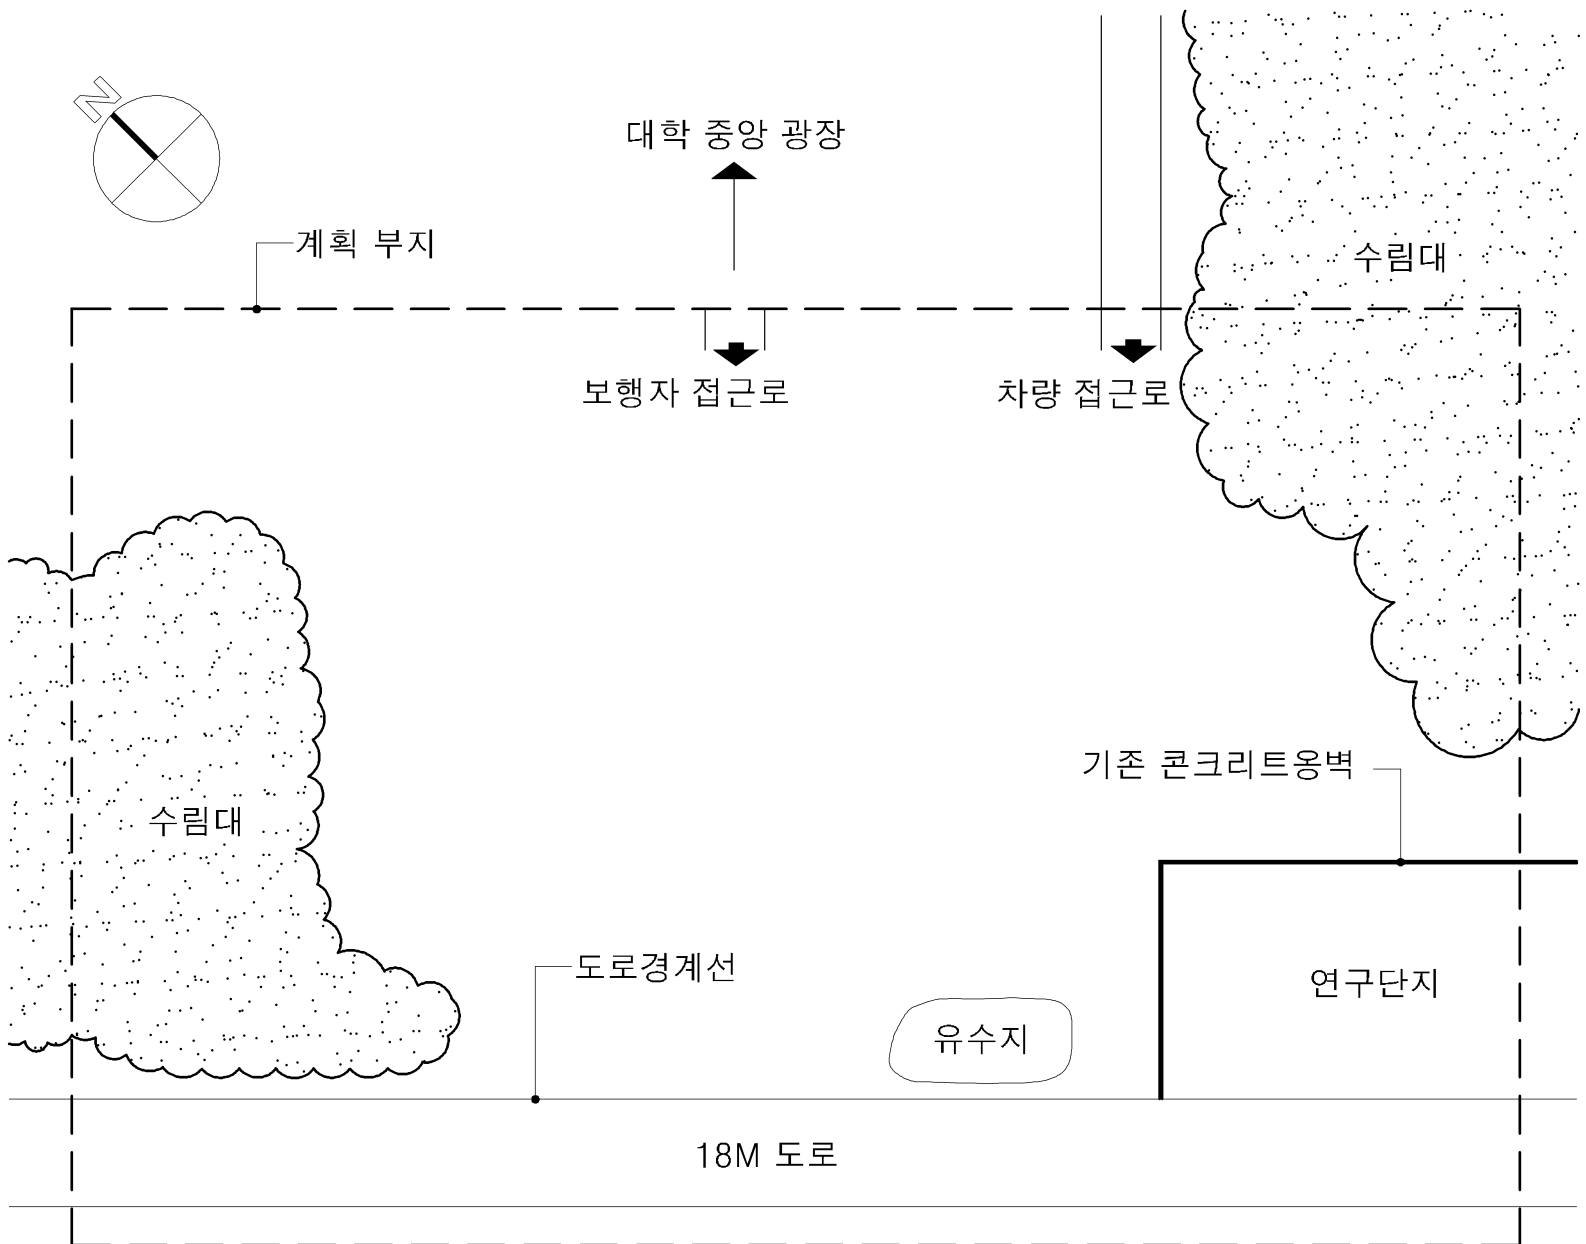 N
대학 중앙 광장
계획 부지
수림대
보행자 접근로
차량 접근로
기존 콘크리트옹벽
수림대
도로경계선
연구단지
유수지
18M 도로